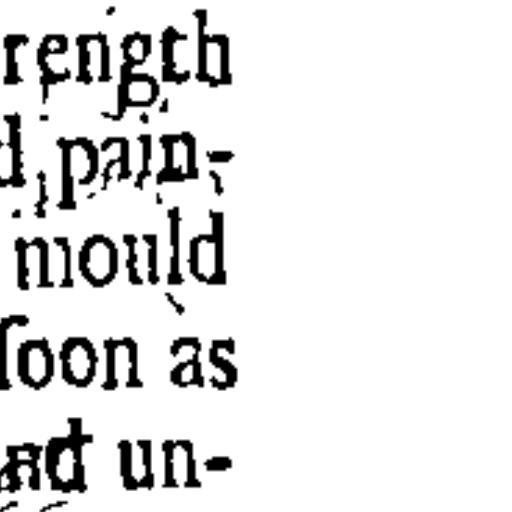 rength
d pain-
mould
ſoon as
and un-